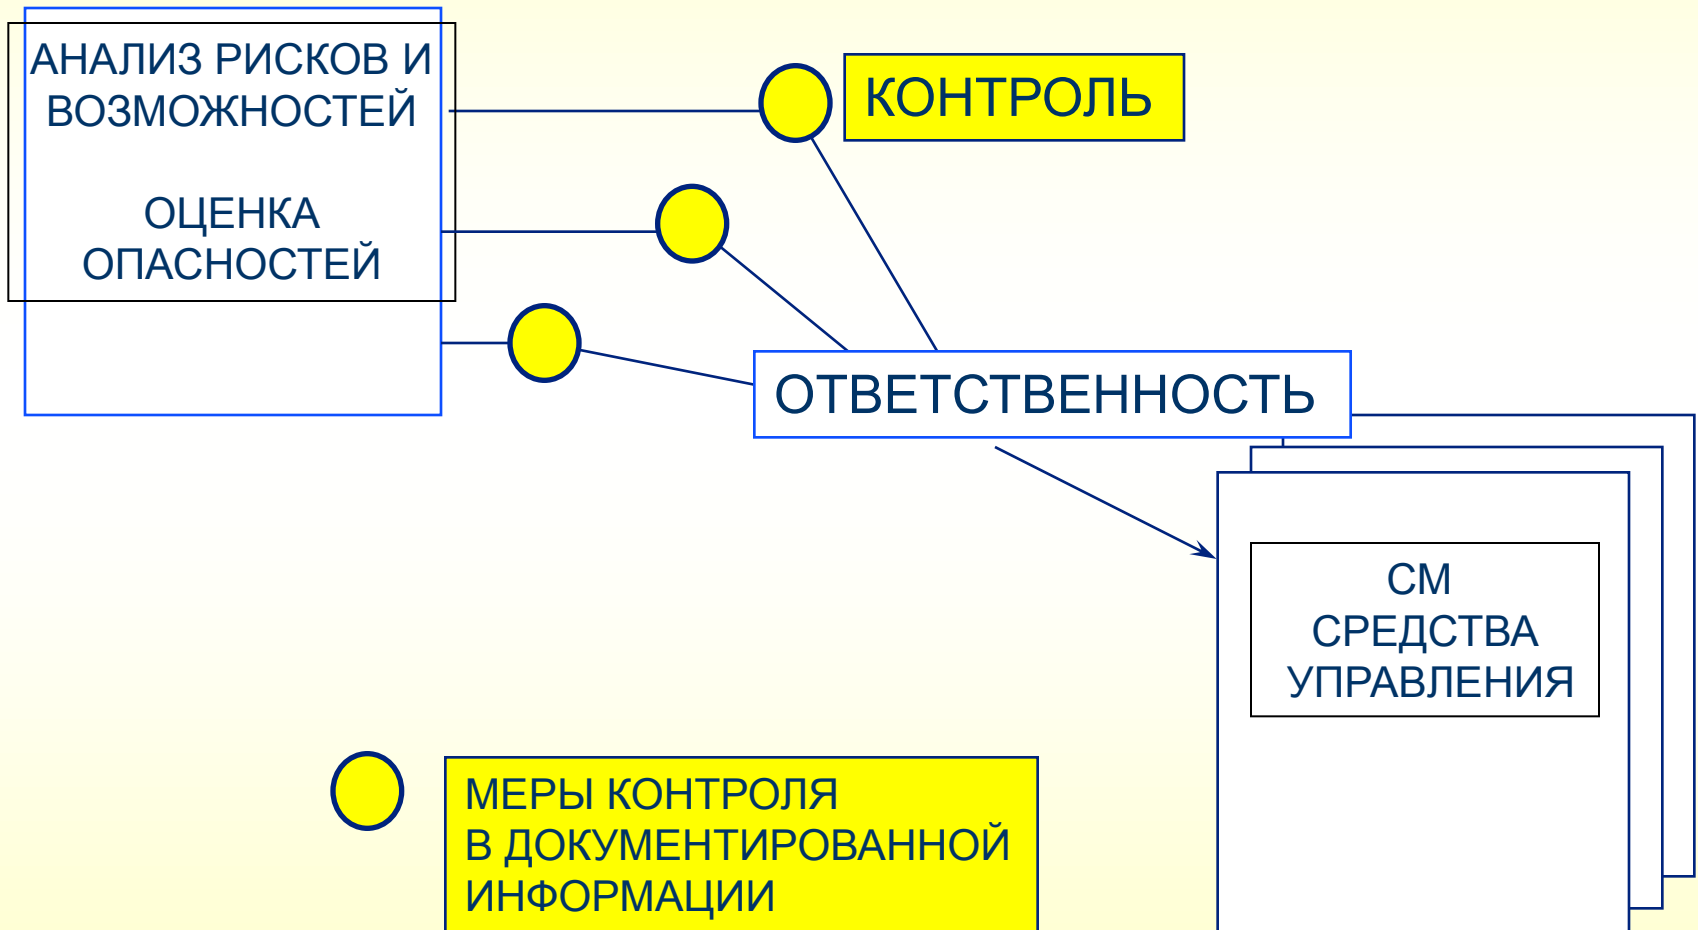 АНАЛИЗ РИСКОВ И
ВОЗМОЖНОСТЕЙ
ОЦЕНКА
ОПАСНОСТЕЙ
КОНТРОЛЬ
ОТВЕТСТВЕННОСТЬ
СМ
СРЕДСТВА
УПРАВЛЕНИЯ
МЕРЫ КОНТРОЛЯ
В ДОКУМЕНТИРОВАННОЙ
ИНФОРМАЦИИ